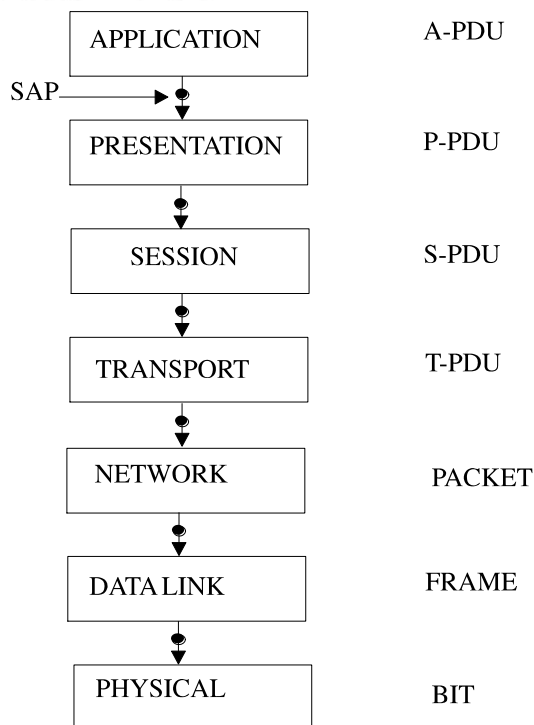 APPLICATION A-PDU
SAP
PRESENTATION P-PDU
SESSION S-PDU
TRANSPORT T-PDU
NETWORK PACKET
DATA LINK FRAME
PHYSICAL BIT